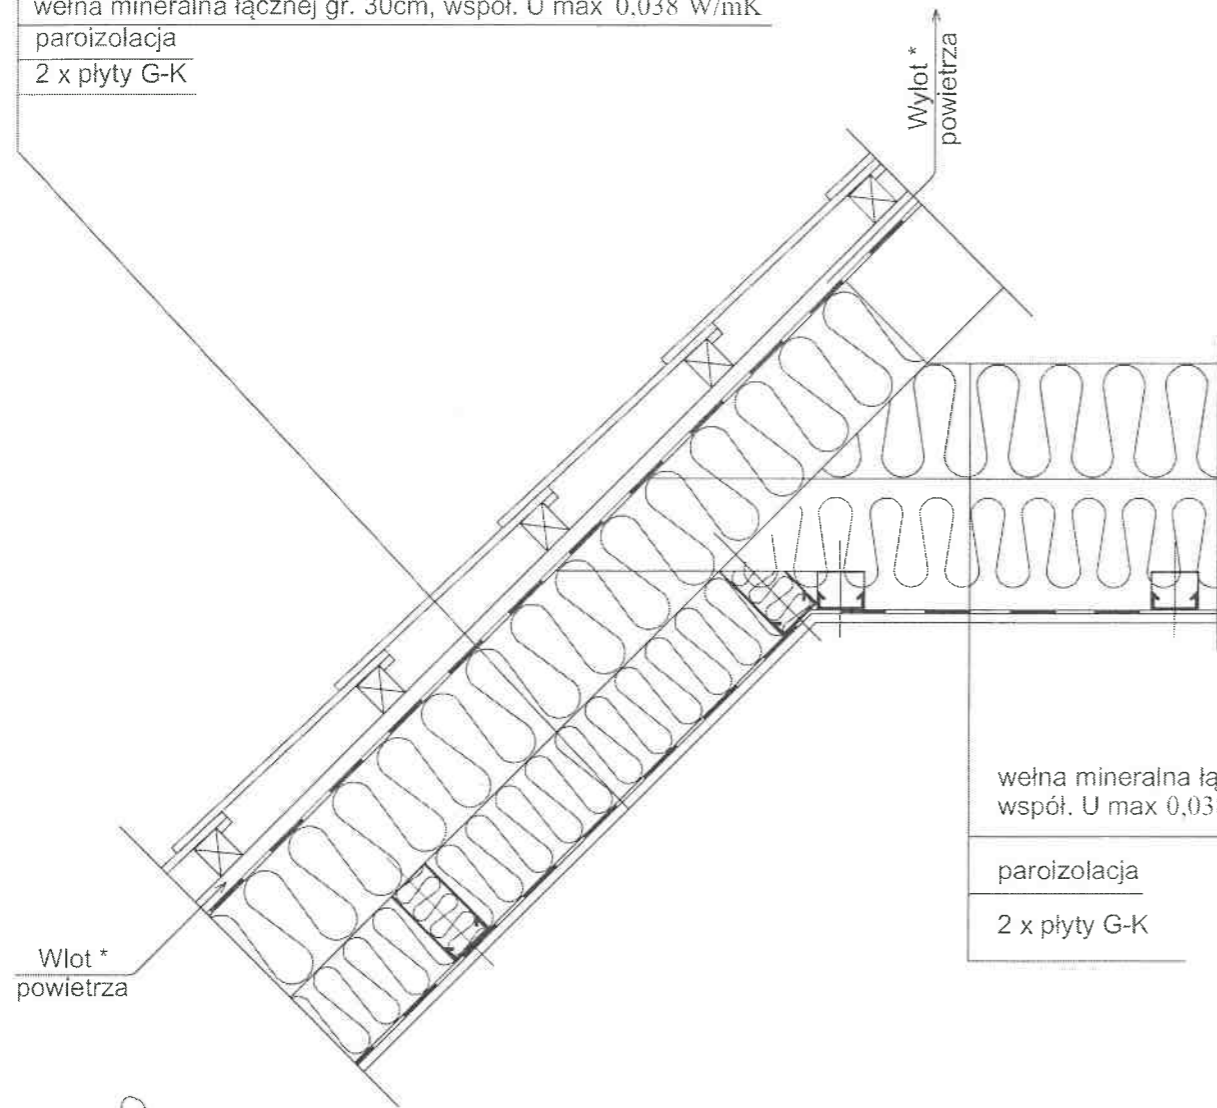 wełna mineralna łącznej gr. 30cm, współ. U max 0,038 W/mK
paroizolacja
2 x płyty G-K
Wylot *
powietrza
wełna mineralna łą
współ. U max 0,03
paroizolacja
2 x płyty G-K
Wlot *
powietrza